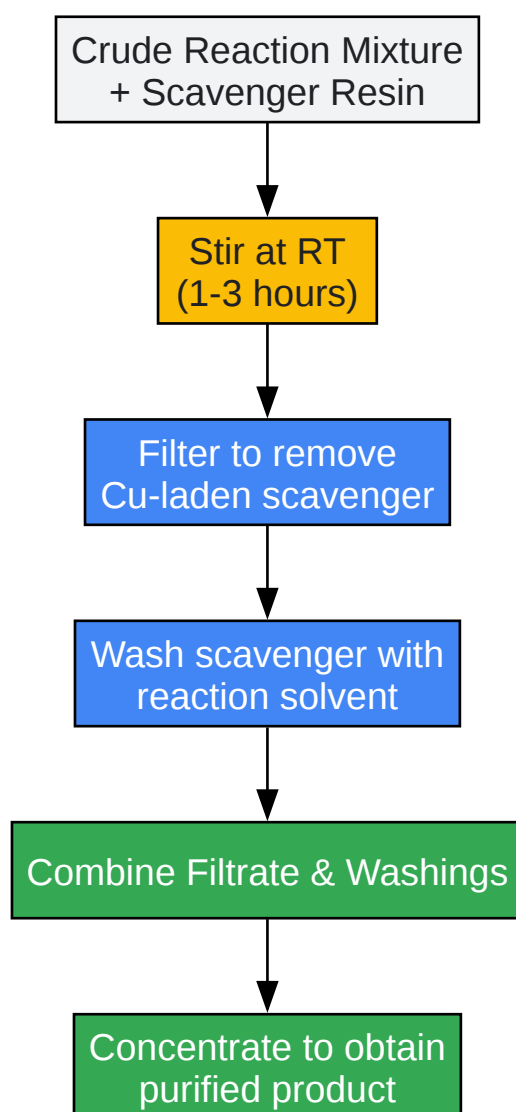 Crude Reaction Mixture
+ Scavenger Resin
Stir at RT
(1-3 hours)
Filter to remove
Cu-laden scavenger
Wash scavenger with
reaction solvent
Combine Filtrate & Washings
Concentrate to obtain
purified product